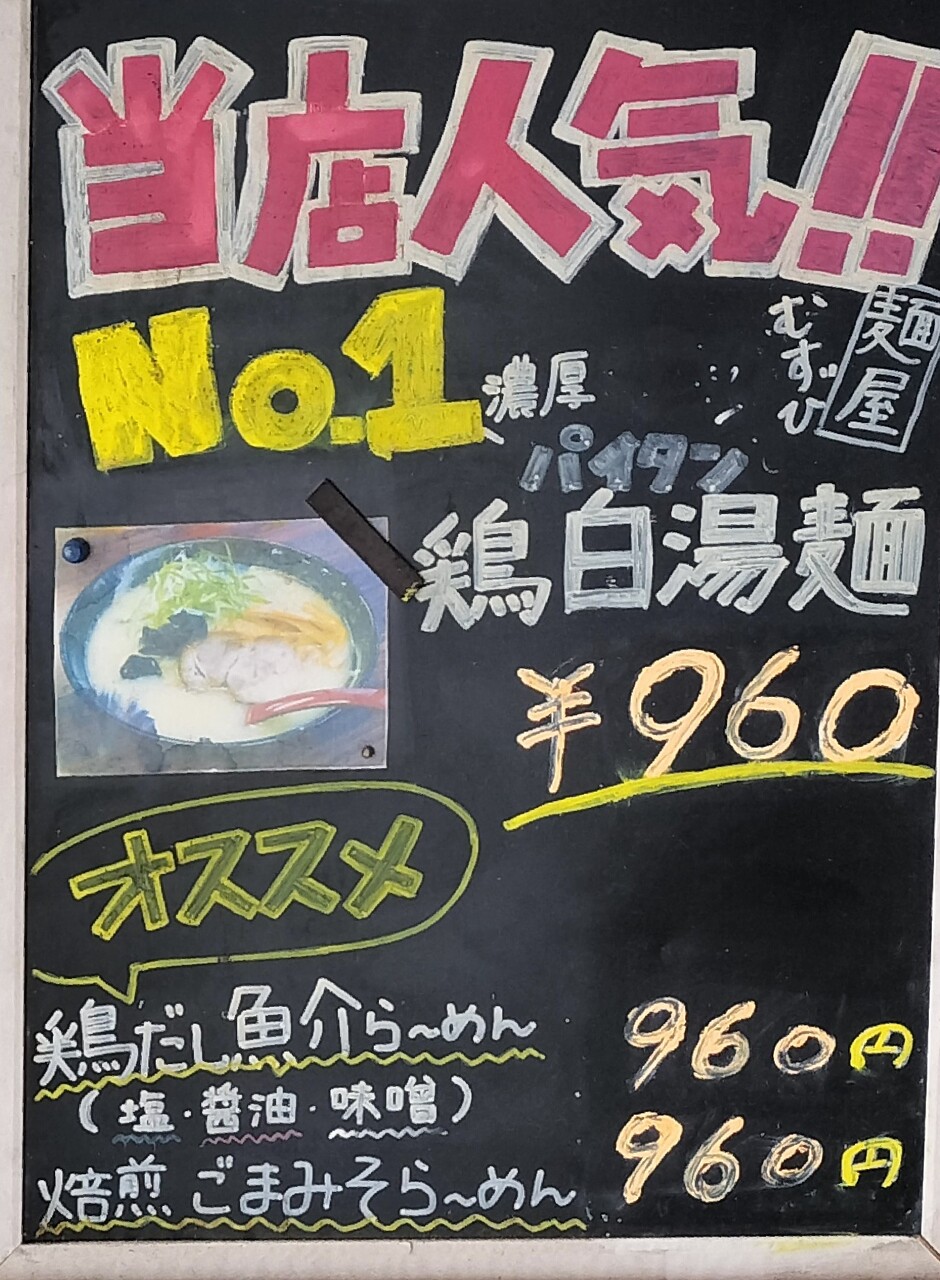 当店人気!!
No.1
麺屋
むすび
濃厚
パイタン
鶏白湯麺
¥960
オススメ
鶏だし魚介ら〜めん 960円
(塩・醤油・味噌)
焙煎 ごまみそら〜めん 960円